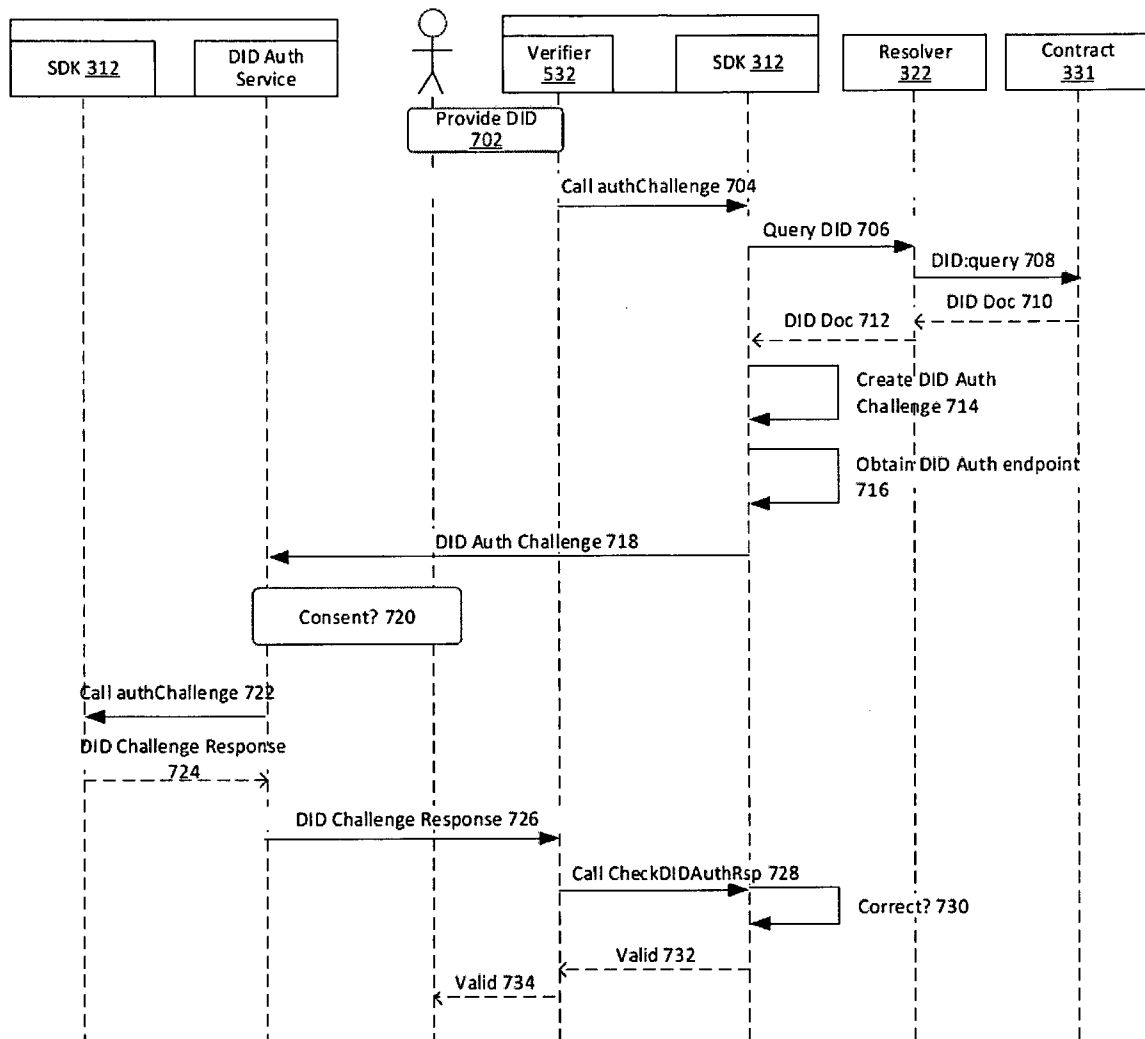 SDK 312
DID Auth
Service
Verifier
532
SDK 312
Resolver
322
Contract
331
Provide DID
702
Call authChallenge 704
Query DID 706
DID:query 708
DID Doc 710
DID Doc 712
Create DID Auth
Challenge 714
Obtain DID Auth endpoint
716
DID Auth Challenge 718
Consent? 720
Call authChallenge 722
DID Challenge Response
724
DID Challenge Response 726
Call CheckDIDAuthRsp 728
Correct? 730
Valid 732
Valid 734